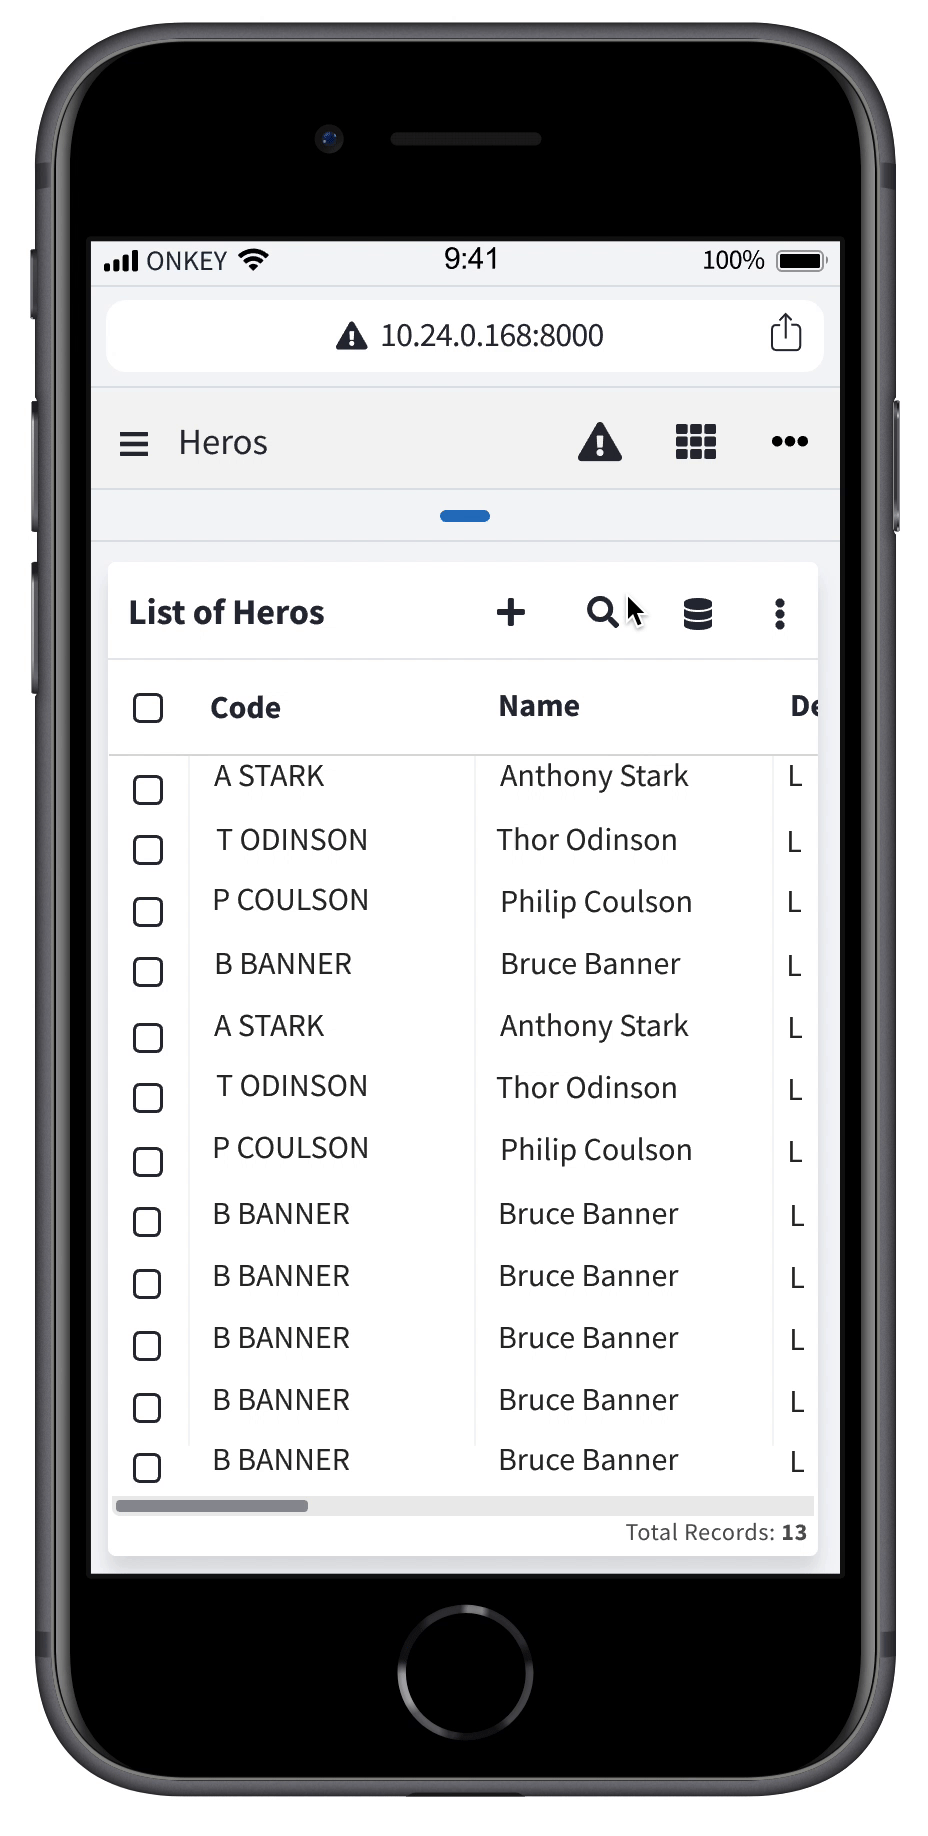 ONKEY 9:41 100%
10.24.0.168:8000
Heros
List of Heros
Code Name De
A STARK Anthony Stark L
T ODINSON Thor Odinson L
P COULSON Philip Coulson L
B BANNER Bruce Banner L
A STARK Anthony Stark L
T ODINSON Thor Odinson L
P COULSON Philip Coulson L
B BANNER Bruce Banner L
B BANNER Bruce Banner L
B BANNER Bruce Banner L
B BANNER Bruce Banner L
B BANNER Bruce Banner L
Total Records: 13